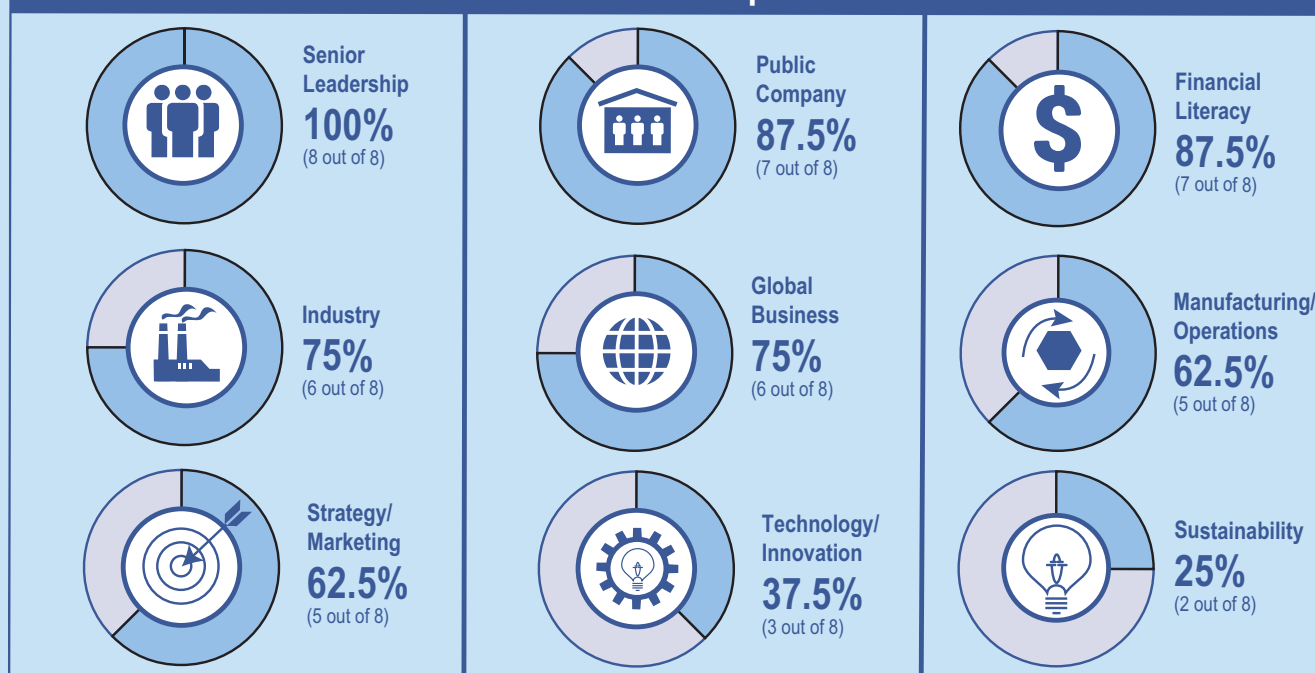 Senior
Leadership
100%
(8 out of 8)
Public
Company
87.5%
(7 out of 8)
Financial
Literacy
87.5%
(7 out of 8)
$
Industry
75%
(6 out of 8)
Global
Business
75%
(6 out of 8)
Manufacturing/
Operations
62.5%
(5 out of 8)
Strategy/
Marketing
62.5%
(5 out of 8)
Technology/
Innovation
37.5%
(3 out of 8)
Sustainability
25%
(2 out of 8)